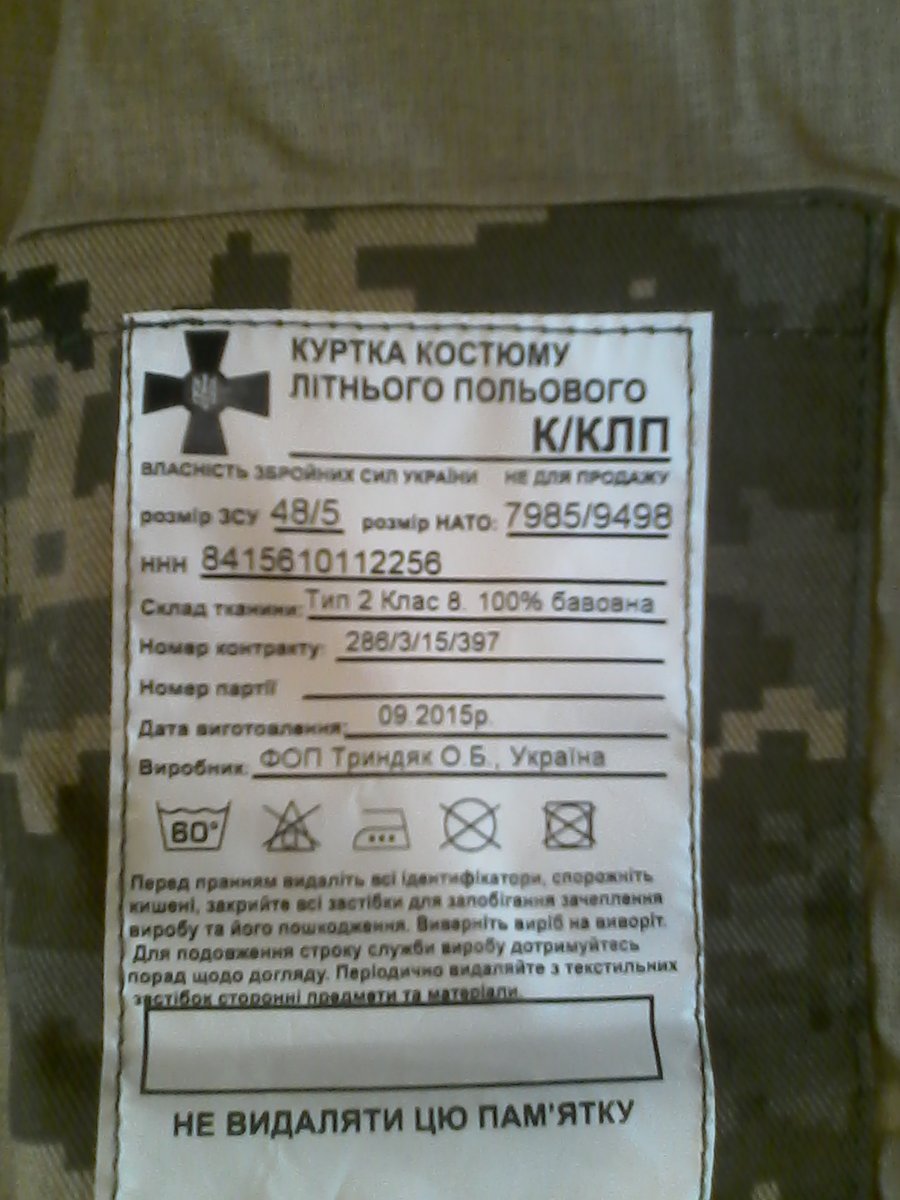 КУРТКА КОСТЮМУ
ЛІТНЬОГО ПОЛЬОВОГО
К/КЛП
ВЛАСНІСТЬ ЗБРОЙНИХ СИЛ УКРАЇНИ НЕ ДЛЯ ПРОДАЖУ
розмір ЗСУ 48/5 розмір НАТО: 7985/9498
ННН 8415610112256
Склад тканини: Тип 2 Клас 8. 100% бавовна
Номер контракту: 286/3/15/397
Номер партії
Дата виготовлення: 09.2015р.
Виробник: ФОП Триндяк О.Б., Україна
60°
Перед пранням видаліть всі ідентифікатори, спорожніть
кишені, закрийте всі застібки для запобігання зачеплення
виробу та його пошкодження. Виверніть виріб на виворіт.
Для подовження строку служби виробу дотримуйтесь
порад щодо догляду. Періодично видаляйте з текстильних
застібок сторонні предмети та матеріали.
НЕ ВИДАЛЯТИ ЦЮ ПАМ'ЯТКУ